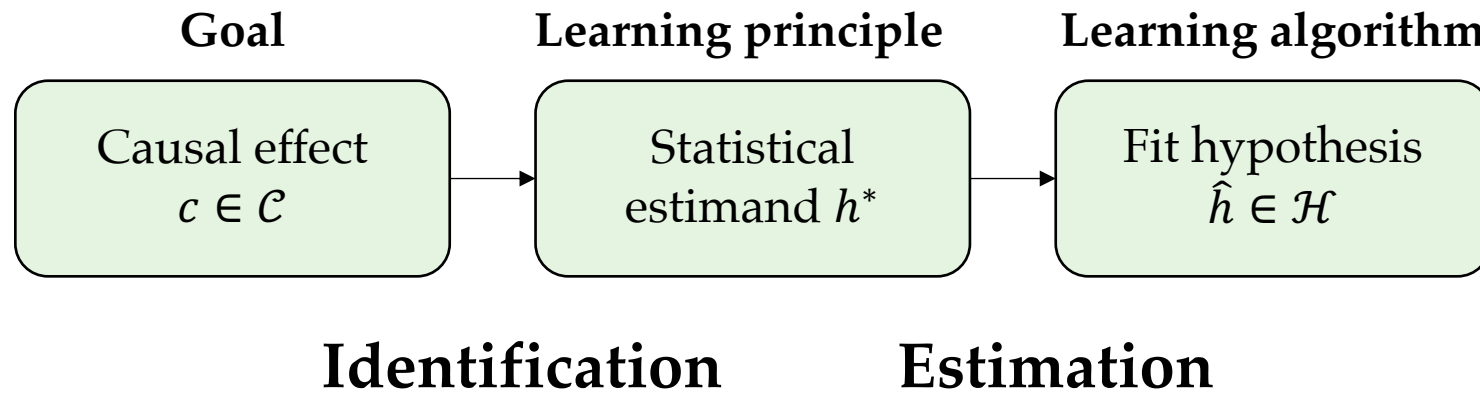 Goal
Learning principle
Learning algorithm
Causal effect
c ∈ 𝒞
Statistical
estimand h*
Fit hypothesis
ĥ ∈ ℋ
Identification
Estimation